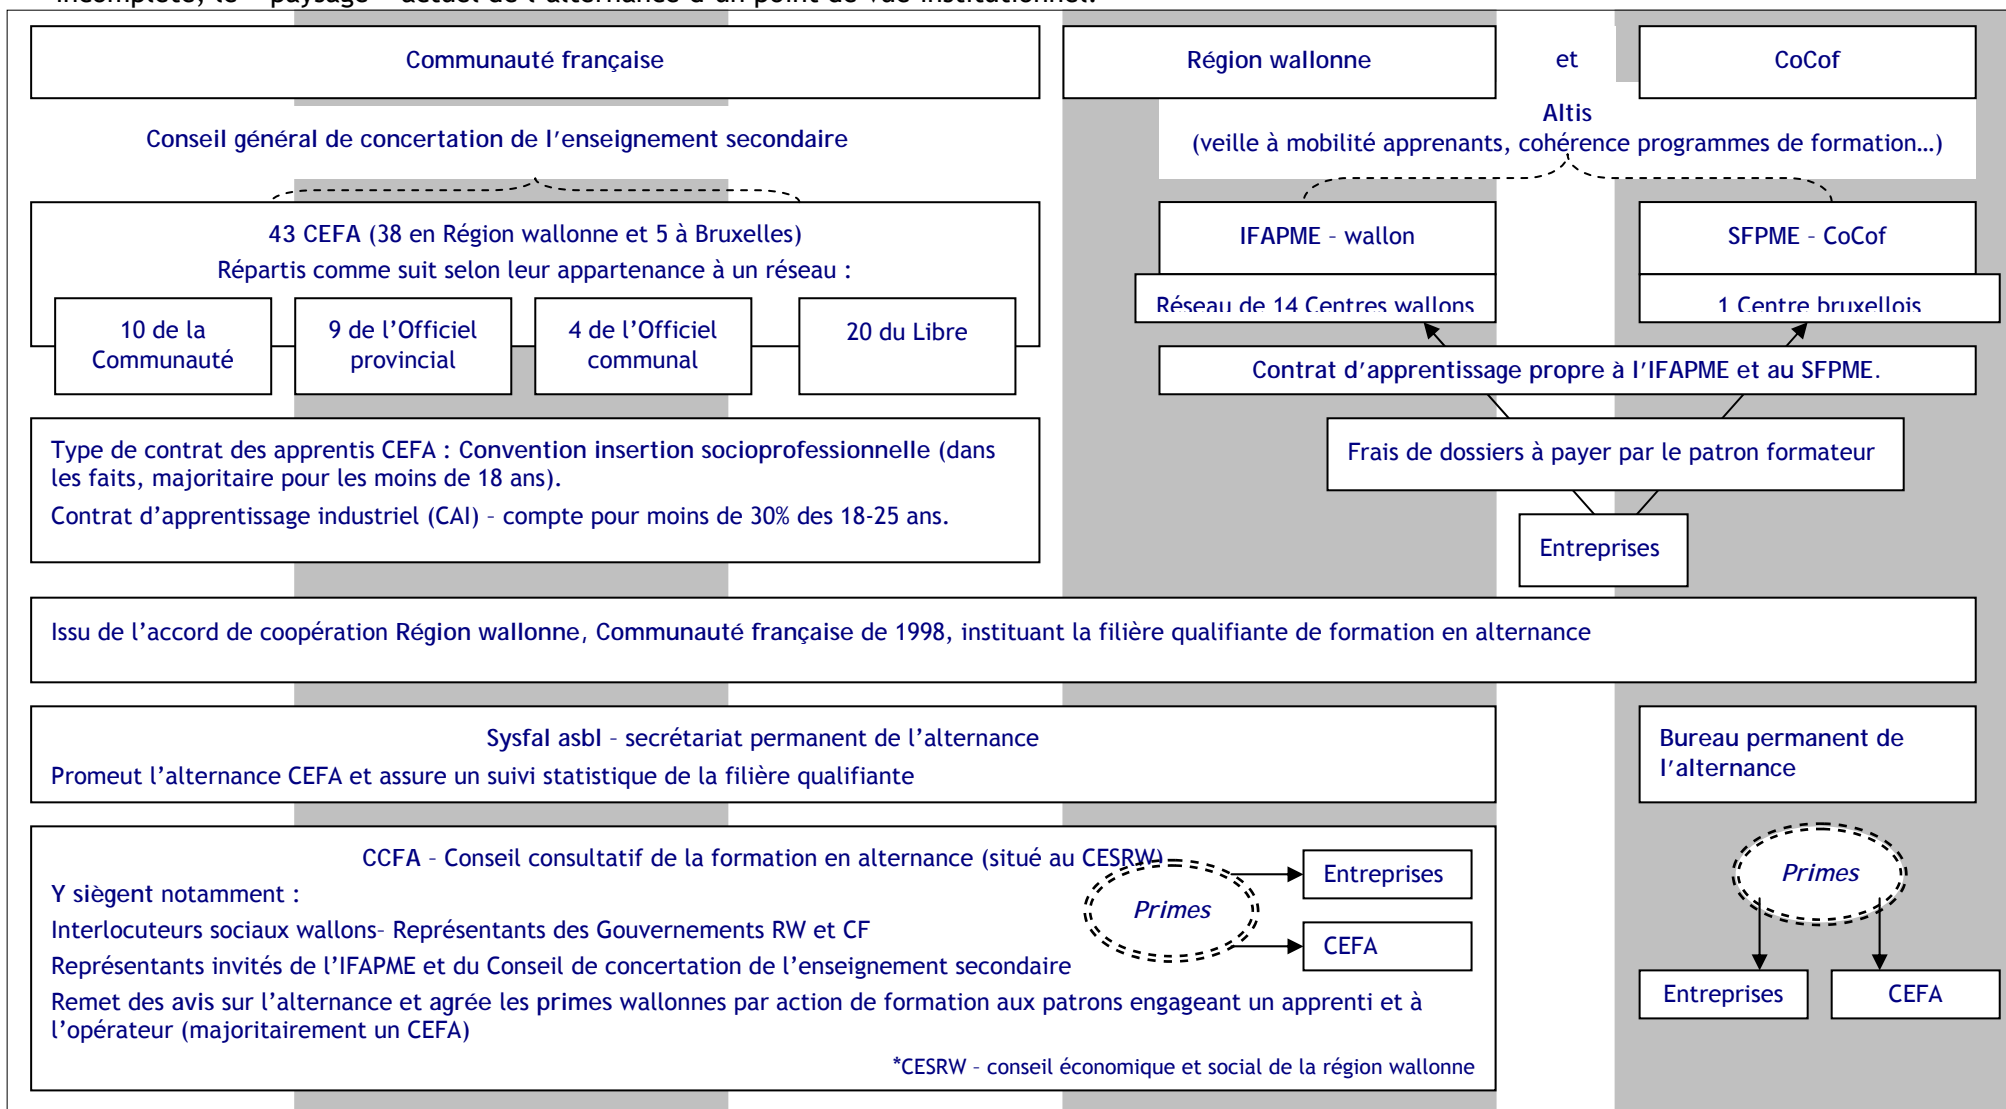 incomplète, le « paysage » actuel de l'alternance d'un point de vue institutionnel.
Communauté française
Région wallonne
et
CoCof
Conseil général de concertation de l'enseignement secondaire
Altis
(veille à mobilité apprenants, cohérence programmes de formation…)
43 CEFA (38 en Région wallonne et 5 à Bruxelles)
Répartis comme suit selon leur appartenance à un réseau :
10 de la
Communauté
9 de l'Officiel
provincial
4 de l'Officiel
communal
20 du Libre
IFAPME – wallon
Réseau de 14 Centres wallons
SFPME – CoCof
1 Centre bruxellois
Contrat d'apprentissage propre à l'IFAPME et au SFPME.
Frais de dossiers à payer par le patron formateur
Entreprises
Type de contrat des apprentis CEFA : Convention insertion socioprofessionnelle (dans
les faits, majoritaire pour les moins de 18 ans).
Contrat d'apprentissage industriel (CAI) – compte pour moins de 30% des 18-25 ans.
Issu de l'accord de coopération Région wallonne, Communauté française de 1998, instituant la filière qualifiante de formation en alternance
Sysfal asbl – secrétariat permanent de l'alternance
Promeut l'alternance CEFA et assure un suivi statistique de la filière qualifiante
Bureau permanent de
l'alternance
CCFA – Conseil consultatif de la formation en alternance (situé au CESRW)
Y siègent notamment :
Interlocuteurs sociaux wallons– Représentants des Gouvernements RW et CF
Représentants invités de l'IFAPME et du Conseil de concertation de l'enseignement secondaire
Remet des avis sur l'alternance et agrée les primes wallonnes par action de formation aux patrons engageant un apprenti et à
l'opérateur (majoritairement un CEFA)
*CESRW – conseil économique et social de la région wallonne
Primes
Entreprises
CEFA
Primes
Entreprises
CEFA